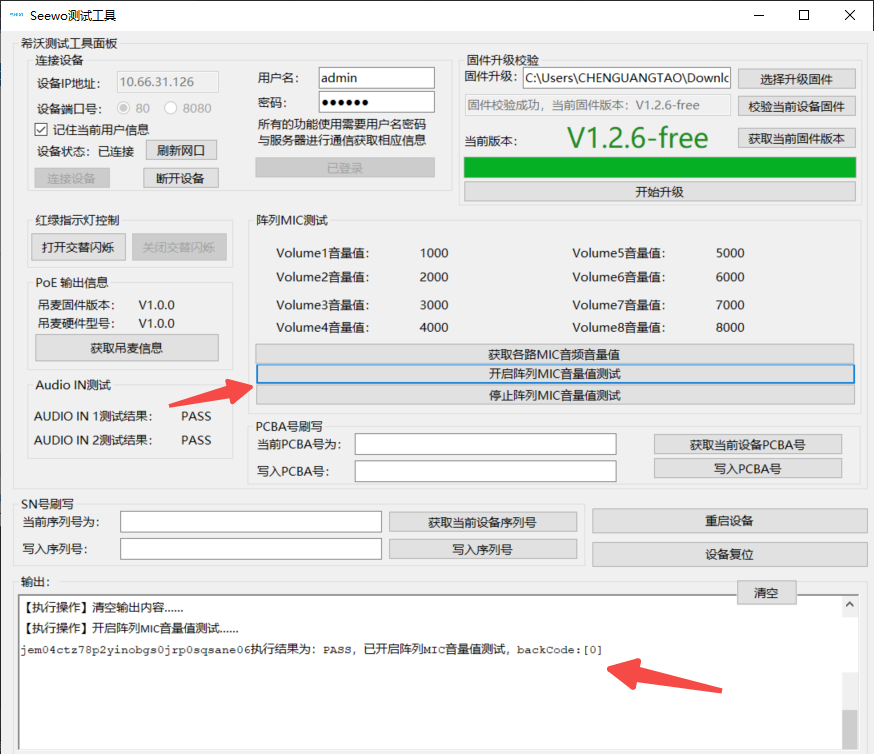 Seewo测试工具
希沃测试工具面板
连接设备
设备IP地址：
10.66.31.126
设备端口号：
80
8080
记住当前用户信息
设备状态：
已连接
刷新网口
连接设备
断开设备
用户名：
admin
密码：
●●●●●●
所有的功能使用需要用户名密码
与服务器进行通信获取相应信息
已登录
固件升级校验
固件升级：
C:\Users\CHENGUANGTAO\Downlc
选择升级固件
固件校验成功，当前固件版本：V1.2.6-free
校验当前设备固件
当前版本：
V1.2.6-free
获取当前固件版本
开始升级
红绿指示灯控制
打开交替闪烁
关闭交替闪烁
PoE 输出信息
吊麦固件版本：
V1.0.0
吊麦硬件型号：
V1.0.0
获取吊麦信息
Audio IN测试
AUDIO IN 1测试结果：
PASS
AUDIO IN 2测试结果：
PASS
阵列MIC测试
Volume1音量值：
1000
Volume5音量值：
5000
Volume2音量值：
2000
Volume6音量值：
6000
Volume3音量值：
3000
Volume7音量值：
7000
Volume4音量值：
4000
Volume8音量值：
8000
获取各路MIC音频音量值
开启阵列MIC音量值测试
停止阵列MIC音量值测试
PCBA号刷写
当前PCBA号为：
获取当前设备PCBA号
写入PCBA号：
写入PCBA号
SN号刷写
当前序列号为：
获取当前设备序列号
写入序列号：
写入序列号
重启设备
设备复位
输出：
清空
【执行操作】清空输出内容......
【执行操作】开启阵列MIC音量值测试......
jem04ctz78p2yinobgs0jrp0sqsane06执行结果为：PASS，已开启阵列MIC音量值测试，backCode:[0]